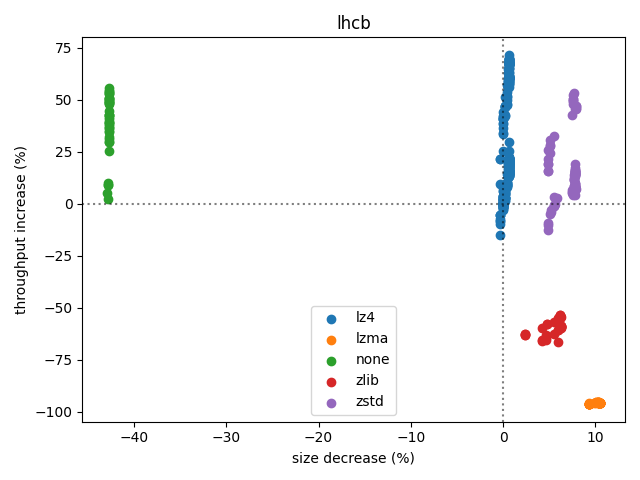 lhcb
throughput increase (%)
75
50
25
0
−25
−50
−75
−100
lz4
lzma
none
zlib
zstd
−40
−30
−20
−10
0
10
size decrease (%)